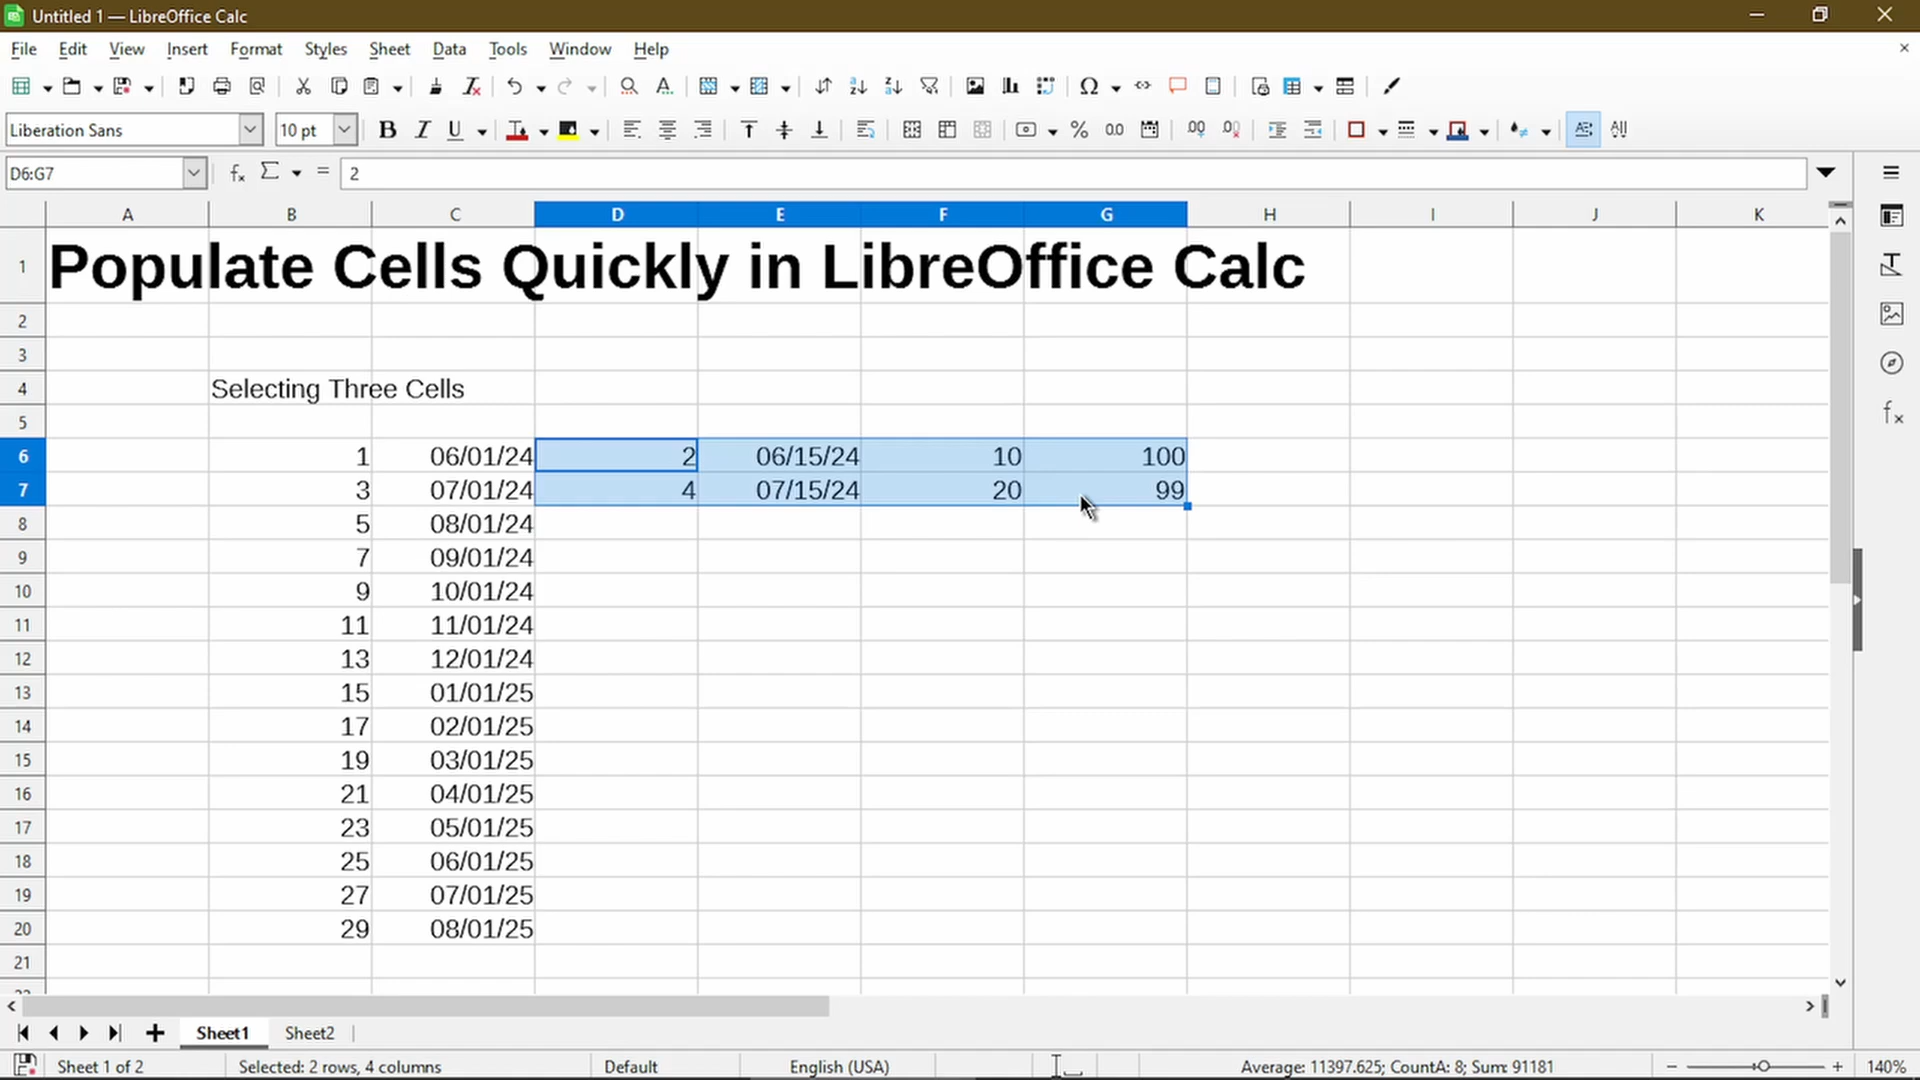 Untitled 1 — LibreOffice Calc
File Edit View Insert Format Styles Sheet Data Tools Window Help
Liberation Sans 10 pt
D6:G7 2
A B C D E F G H I J K
1 Populate Cells Quickly in LibreOffice Calc
2
3
4 Selecting Three Cells
5
6 1 06/01/24 2 06/15/24 10 100
7 3 07/01/24 4 07/15/24 20 99
8 5 08/01/24
9 7 09/01/24
10 9 10/01/24
11 11 11/01/24
12 13 12/01/24
13 15 01/01/25
14 17 02/01/25
15 19 03/01/25
16 21 04/01/25
17 23 05/01/25
18 25 06/01/25
19 27 07/01/25
20 29 08/01/25
21
Sheet1 Sheet2
Sheet 1 of 2 Selected: 2 rows, 4 columns Default English (USA) Average: 11397.625; CountA: 8; Sum: 91181 140%